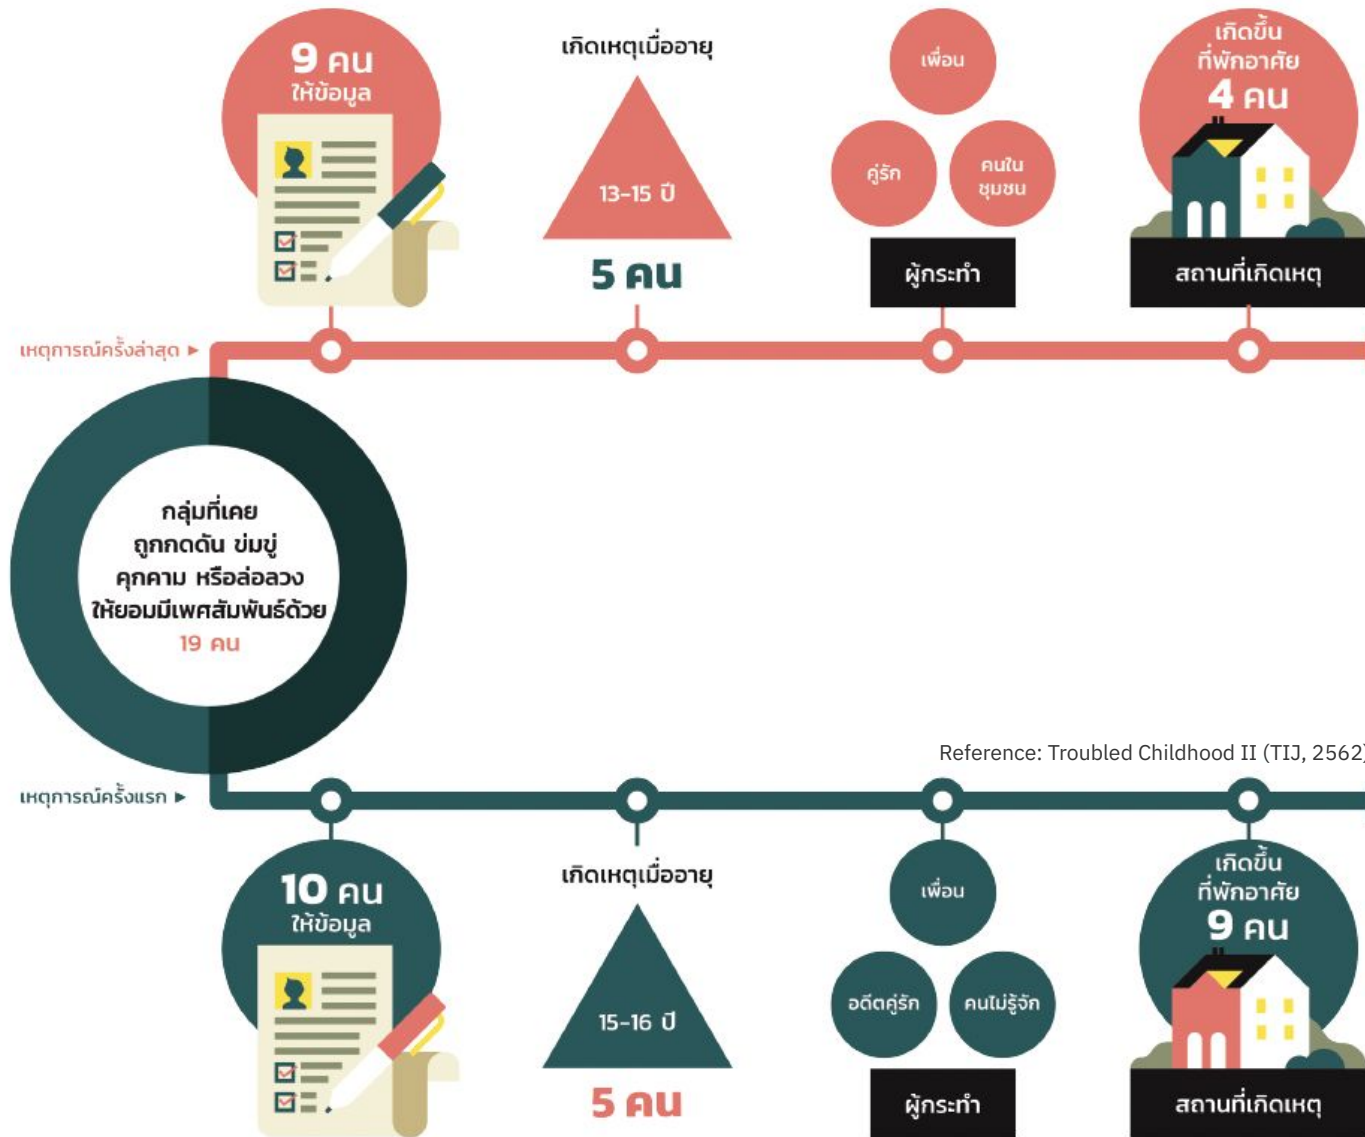 9 คน
ให้ข้อมูล
เกิดเหตุเมื่ออายุ
13-15 ปี
5 คน
เพื่อน
คู่รัก
คนใน
ชุมชน
ผู้กระทำ
เกิดขึ้น
ที่พักอาศัย
4 คน
สถานที่เกิดเหตุ
เหตุการณ์ครั้งล่าสุด ►
กลุ่มที่เคย
ถูกกดดัน ข่มขู่
คุกคาม หรือล่อลวง
ให้ยอมมีเพศสัมพันธ์ด้วย
19 คน
Reference: Troubled Childhood II (TIJ, 2562)
เหตุการณ์ครั้งแรก ►
10 คน
ให้ข้อมูล
เกิดเหตุเมื่ออายุ
15-16 ปี
5 คน
เพื่อน
อดีตคู่รัก
คนไม่รู้จัก
ผู้กระทำ
เกิดขึ้น
ที่พักอาศัย
9 คน
สถานที่เกิดเหตุ